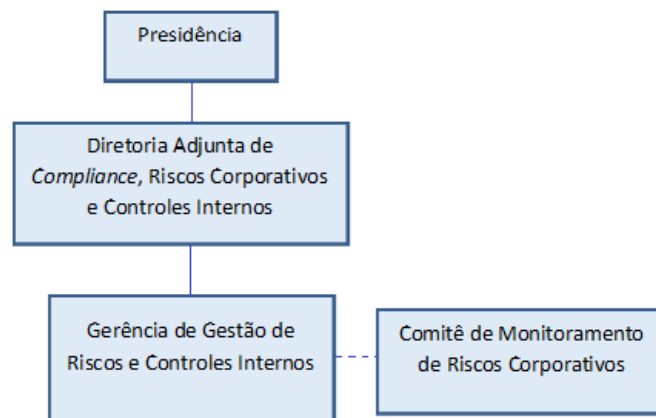 Presidência
Diretoria Adjunta de
Compliance, Riscos Corporativos
e Controles Internos
Gerência de Gestão de
Riscos e Controles Internos
Comitê de Monitoramento
de Riscos Corporativos